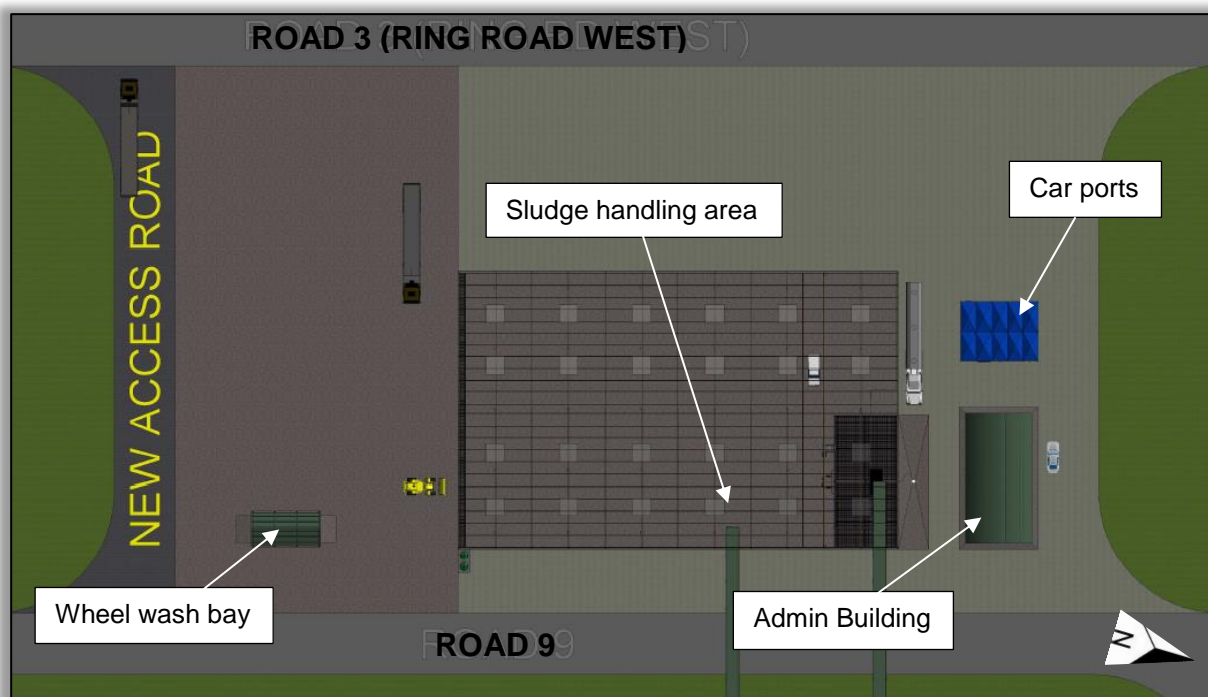 ROAD 3 (RING ROAD WEST)
NEW ACCESS ROAD
Sludge handling area
Car ports
Wheel wash bay
Admin Building
ROAD 9
N